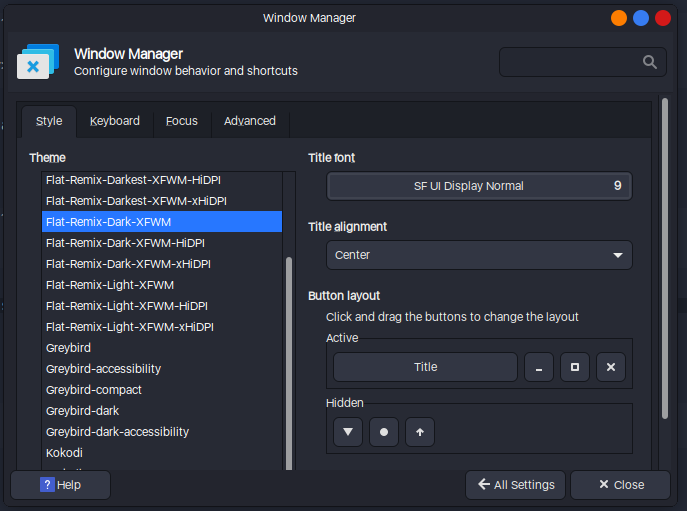 Window Manager
Window Manager
Configure window behavior and shortcuts
Style
Keyboard
Focus
Advanced
Theme
Flat-Remix-Darkest-XFWM-HiDPI
Flat-Remix-Darkest-XFWM-xHiDPI
Flat-Remix-Dark-XFWM
Flat-Remix-Dark-XFWM-HiDPI
Flat-Remix-Dark-XFWM-xHiDPI
Flat-Remix-Light-XFWM
Flat-Remix-Light-XFWM-HiDPI
Flat-Remix-Light-XFWM-xHiDPI
Greybird
Greybird-accessibility
Greybird-compact
Greybird-dark
Greybird-dark-accessibility
Kokodi
Title font
SF UI Display Normal 9
Title alignment
Center
Button layout
Click and drag the buttons to change the layout
Active
Title
Hidden
? Help
All Settings
Close